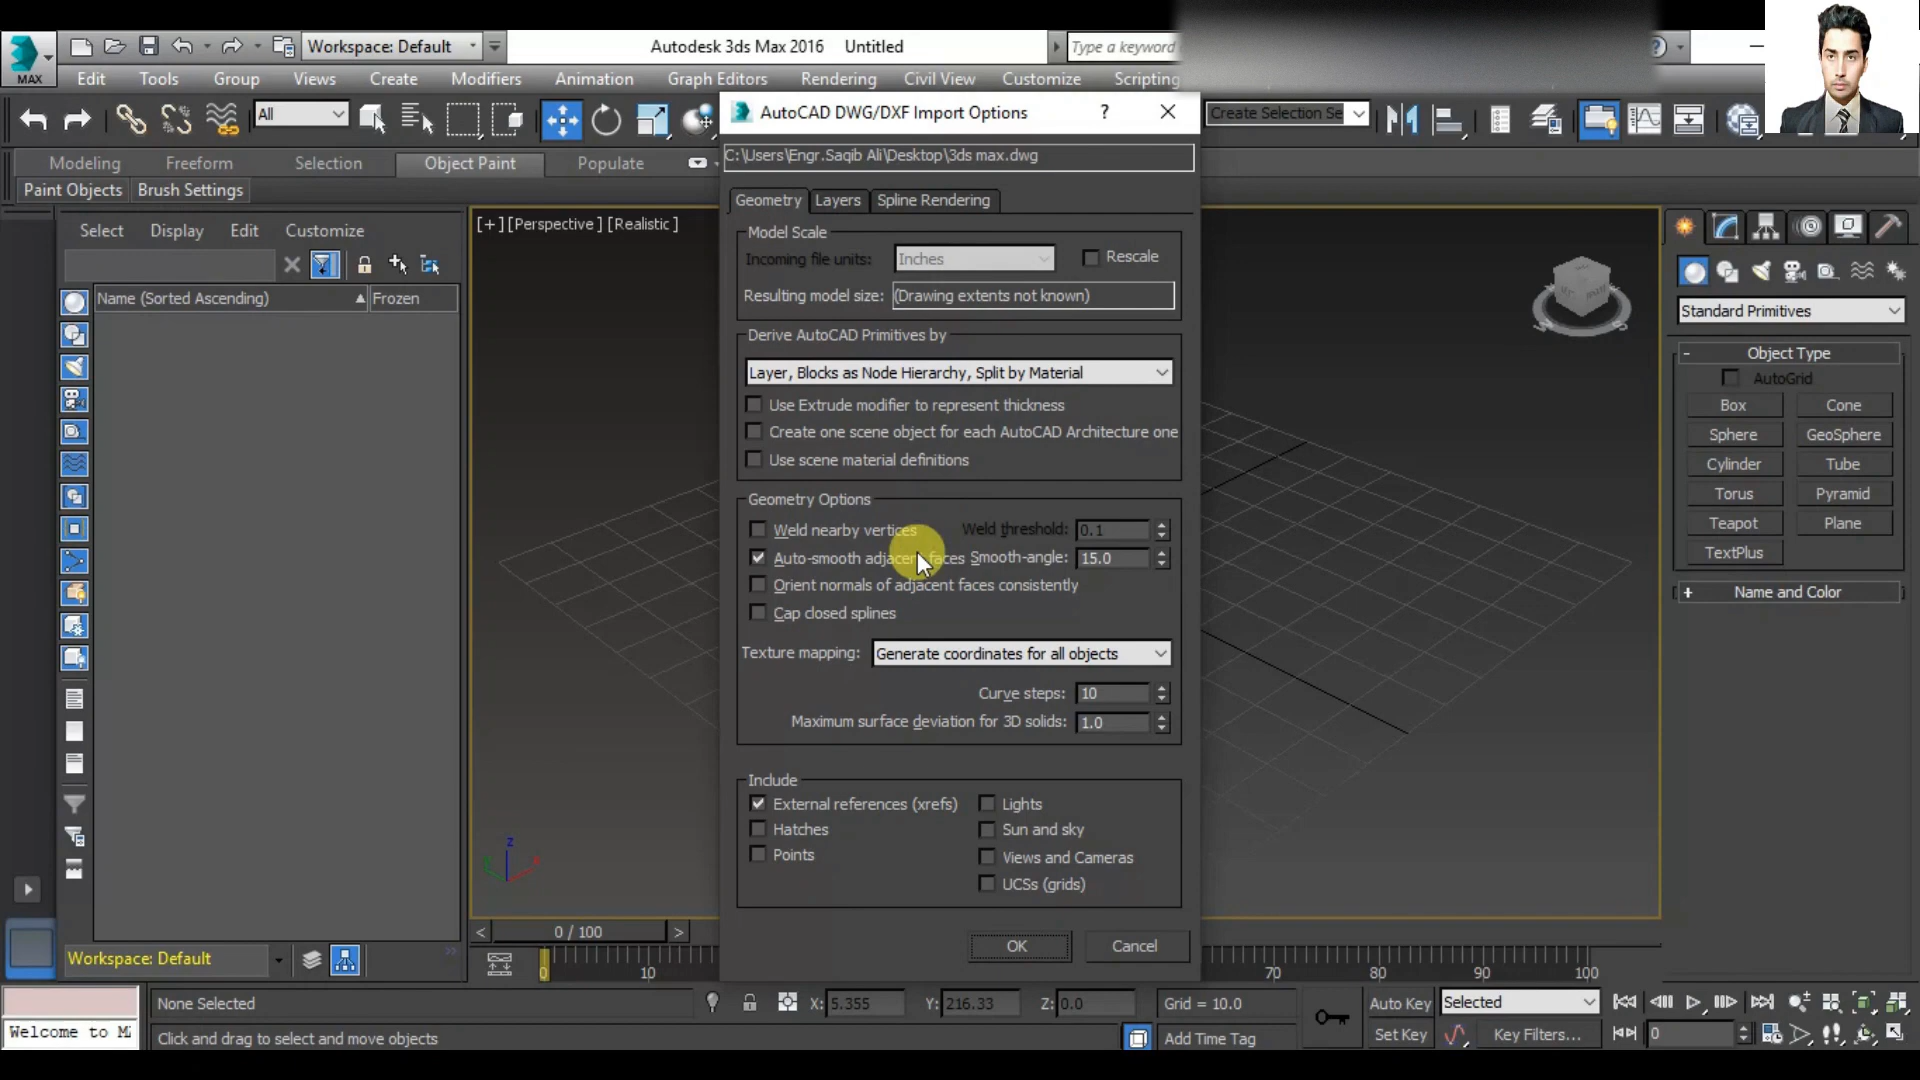 MAX
Workspace: Default
Autodesk 3ds Max 2016 Untitled
Type a keyword
Edit Tools Group Views Create Modifiers Animation Graph Editors Rendering Civil View Customize Scripting
All
Create Selection Se
Modeling Freeform Selection Object Paint Populate
Paint Objects Brush Settings
AutoCAD DWG/DXF Import Options ?
C:\Users\Engr.Saqib Ali\Desktop\3ds max.dwg
Geometry Layers Spline Rendering
Model Scale
Incoming file units: Inches Rescale
Resulting model size: (Drawing extents not known)
Derive AutoCAD Primitives by
Layer, Blocks as Node Hierarchy, Split by Material
Use Extrude modifier to represent thickness
Create one scene object for each AutoCAD Architecture one
Use scene material definitions
Geometry Options
Weld nearby vertices Weld threshold: 0.1
Auto-smooth adjacent faces Smooth-angle: 15.0
Orient normals of adjacent faces consistently
Cap closed splines
Texture mapping: Generate coordinates for all objects
Curve steps: 10
Maximum surface deviation for 3D solids: 1.0
Include
External references (xrefs) Lights
Hatches Sun and sky
Points Views and Cameras
UCSs (grids)
OK Cancel
Select Display Edit Customize
Name (Sorted Ascending) Frozen
[+] [Perspective] [Realistic]
Standard Primitives
- Object Type
AutoGrid
Box Cone
Sphere GeoSphere
Cylinder Tube
Torus Pyramid
Teapot Plane
TextPlus
+ Name and Color
z
x
Workspace: Default
< 0 / 100 >
0 10 70 80 90 100
None Selected X: 5.355 Y: 216.33 Z: 0.0 Grid = 10.0 Auto Key Selected
Welcome to M
Click and drag to select and move objects Add Time Tag Set Key Key Filters... 0